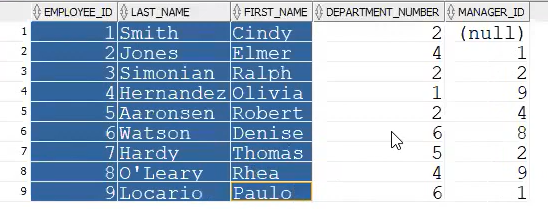 EMPLOYEE_ID LAST_NAME FIRST_NAME DEPARTMENT_NUMBER MANAGER_ID
1 1 Smith Cindy 2 (null)
2 2 Jones Elmer 4 1
3 3 Simonian Ralph 2 2
4 4 Hernandez Olivia 1 9
5 5 Aaronsen Robert 2 4
6 6 Watson Denise 6 8
7 7 Hardy Thomas 5 2
8 8 O'Leary Rhea 4 9
9 9 Locario Paulo 6 1